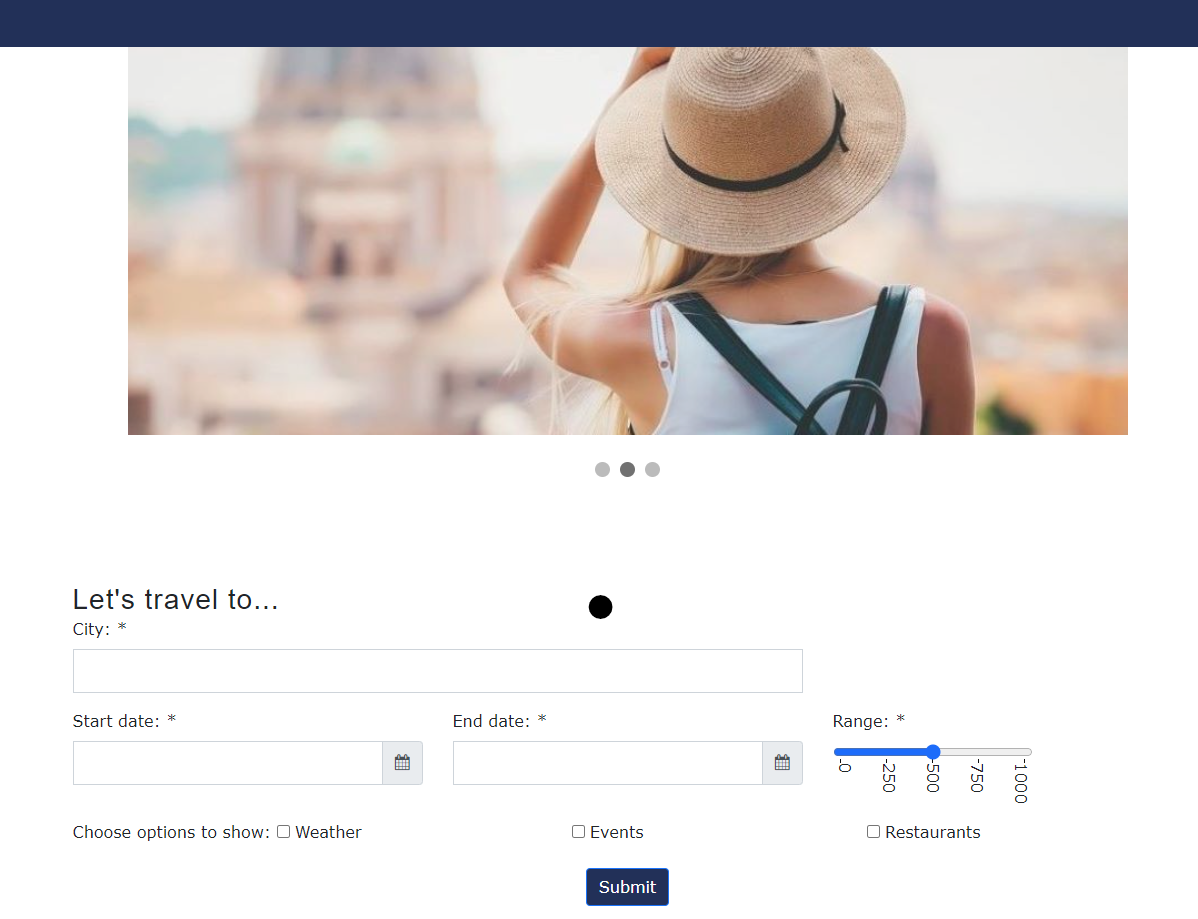 Let's travel to...
City: *
Start date: * End date: * Range: *
-0 -250 -500 -750 -1000
Choose options to show: Weather Events Restaurants
Submit